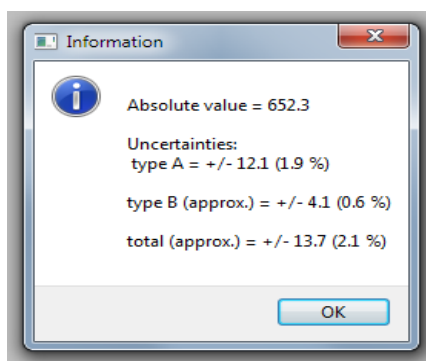 Information
Absolute value = 652.3
Uncertainties:
type A = +/- 12.1 (1.9 %)
type B (approx.) = +/- 4.1 (0.6 %)
total (approx.) = +/- 13.7 (2.1 %)
OK